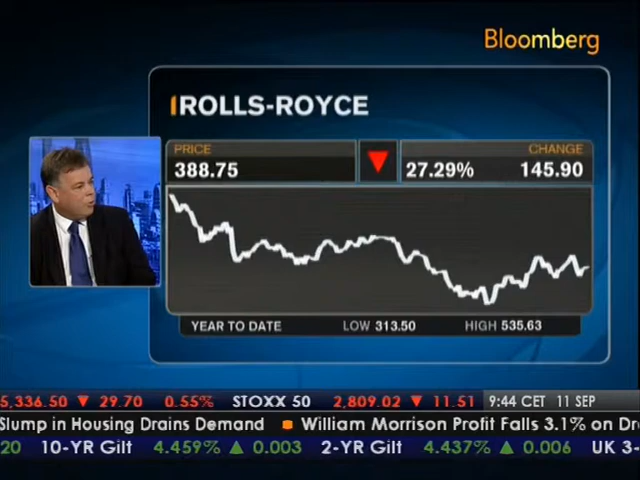 Bloomberg
ROLLS-ROYCE
PRICE CHANGE
388.75 27.29% 145.90
YEAR TO DATE LOW 313.50 HIGH 535.63
5,336.50 ▼ 29.70 0.55% STOXX 50 2,809.02 ▼ 11.51 9:44 CET 11 SEP
Slump in Housing Drains Demand William Morrison Profit Falls 3.1% on
20 10-YR Gilt 4.459% ▲ 0.003 2-YR Gilt 4.437% ▲ 0.006 UK 3-